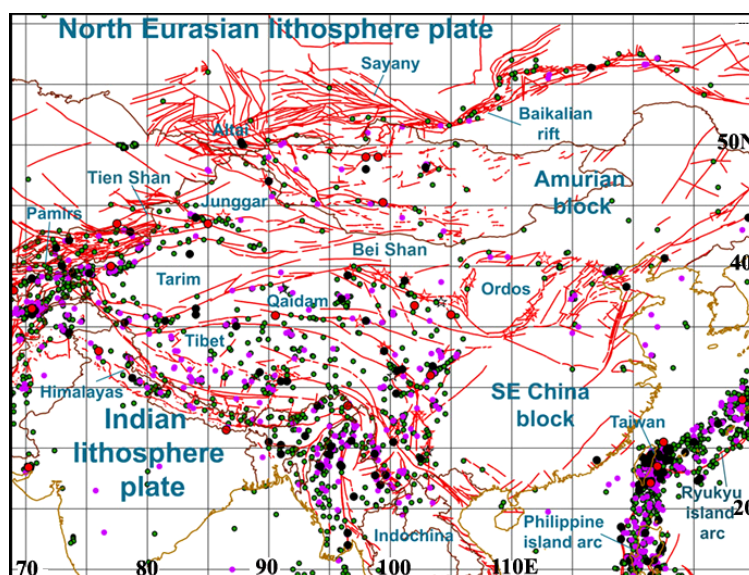 North Eurasian lithosphere plate
Sayany
Baikalian
rift
Altai
50N
Tien Shan
Junggar
Amurian
block
Pamirs
Bei Shan
40
Tarim
Qaidam
Ordos
Tibet
Himalayas
SE China
block
Indian
lithosphere
plate
Taiwan
Ryukyu
island
arc
20
Philippine
island arc
Indochina
70
80
90
100
110E